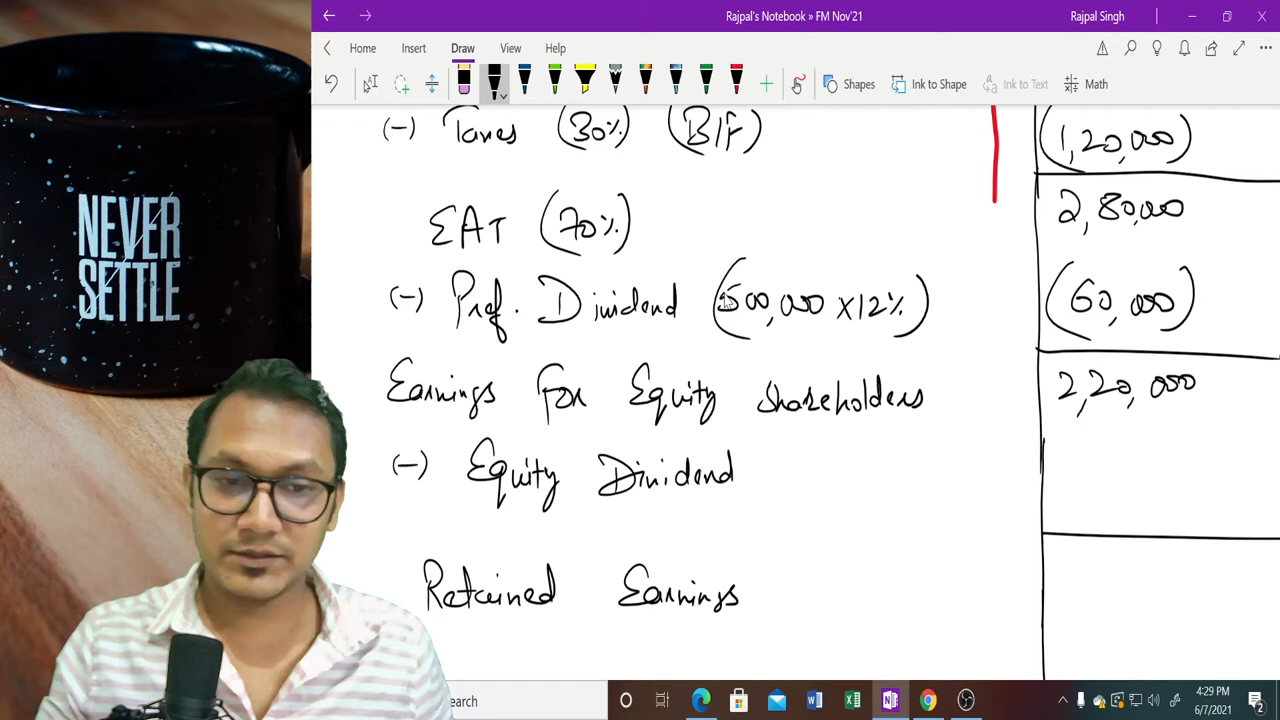 Rajpal's Notebook » FM Nov'21
Rajpal Singh
Home Insert Draw View Help
Shapes Ink to Shape Ink to Text Math
(-) Taxes (30%) (B/F) (1,20,000)
EAT (70%) 2,80,000
(-) Pref. Dividend (500,000 x12%) (60,000)
Earnings For Equity shareholders 2,20,000
(-) Equity Dividend
Retained Earnings
NEVER
SETTLE
search
4:29 PM
6/7/2021
2